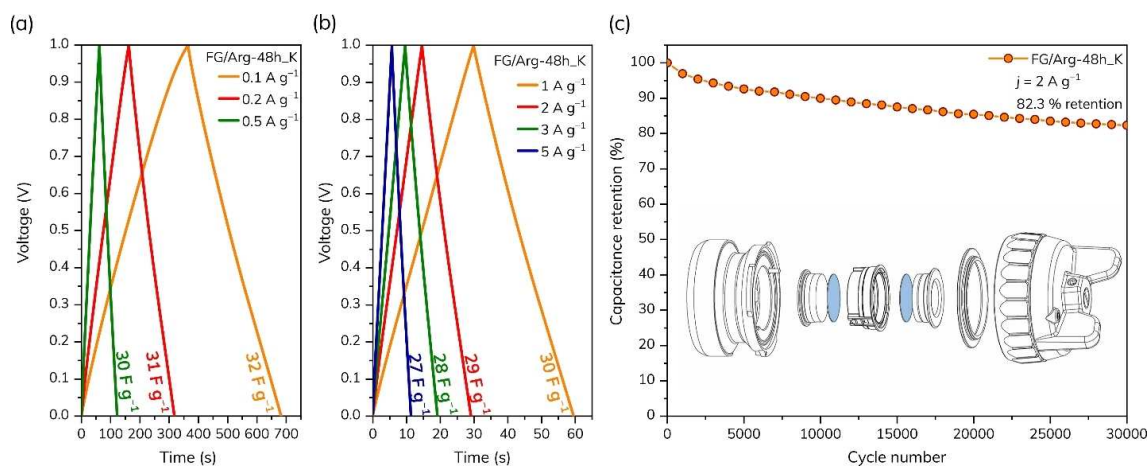 (a)
FG/Arg-48h_K
0.1 A g⁻¹
0.2 A g⁻¹
0.5 A g⁻¹
1.0
0.9
0.8
0.7
0.6
0.5
0.4
0.3
0.2
0.1
0.0
Voltage (V)
30 F g⁻¹
31 F g⁻¹
32 F g⁻¹
0 100 200 300 400 500 600 700
Time (s)
(b)
FG/Arg-48h_K
1 A g⁻¹
2 A g⁻¹
3 A g⁻¹
5 A g⁻¹
1.0
0.9
0.8
0.7
0.6
0.5
0.4
0.3
0.2
0.1
0.0
Voltage (V)
27 F g⁻¹
28 F g⁻¹
29 F g⁻¹
30 F g⁻¹
0 10 20 30 40 50 60
Time (s)
(c)
FG/Arg-48h_K
j = 2 A g⁻¹
82.3 % retention
100
90
80
70
60
50
40
30
20
10
0
Capacitance retention (%)
0 5000 10000 15000 20000 25000 30000
Cycle number